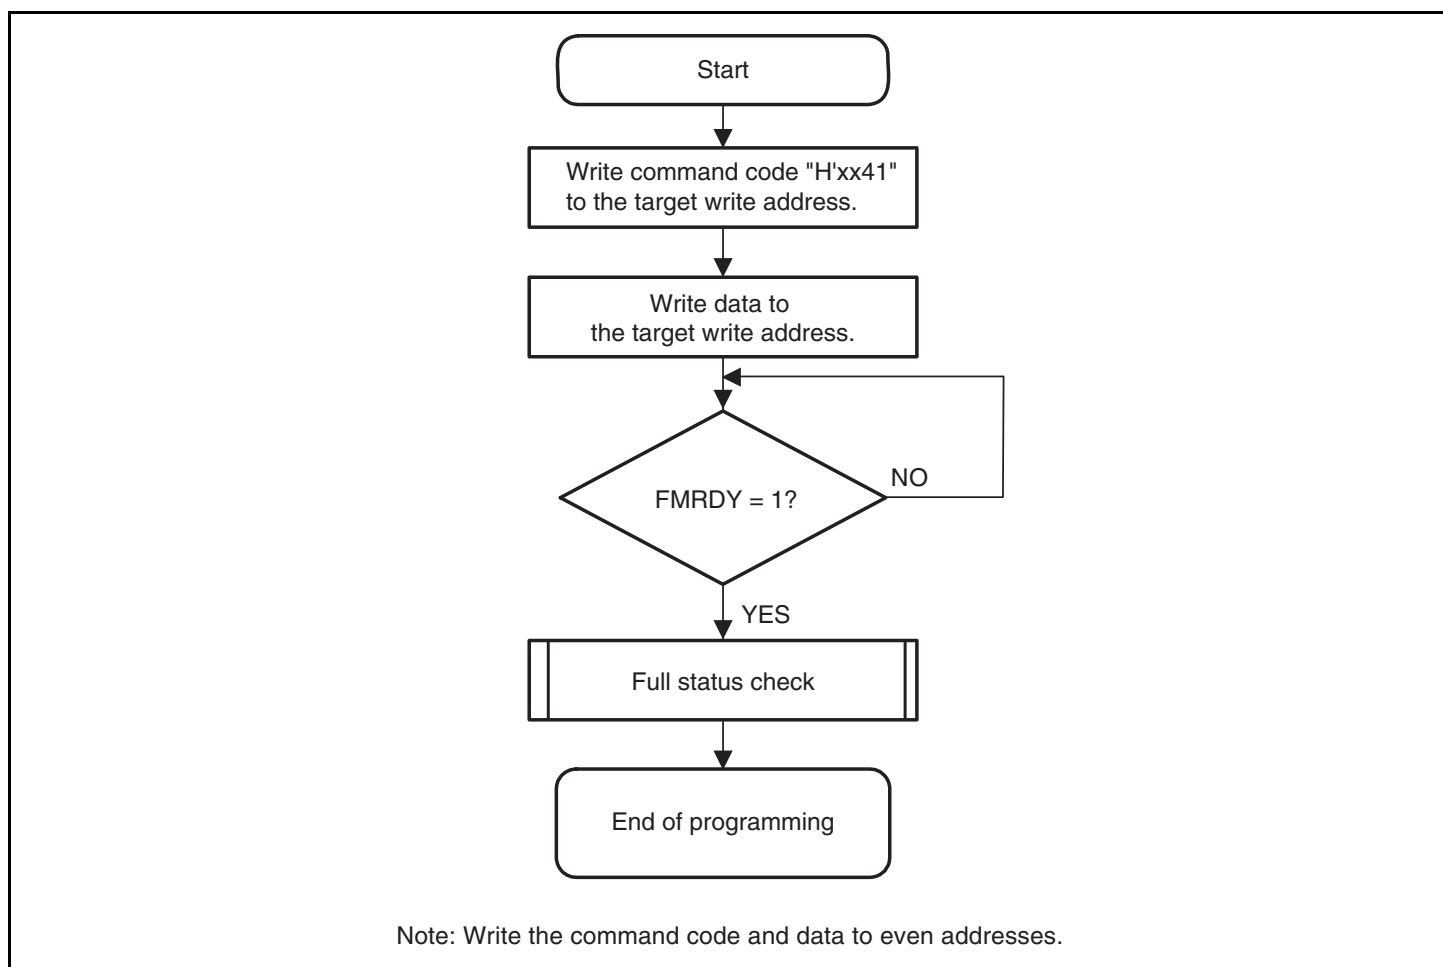 Start
Write command code "H'xx41"
to the target write address.
Write data to
the target write address.
FMRDY = 1?
NO
YES
Full status check
End of programming
Note: Write the command code and data to even addresses.